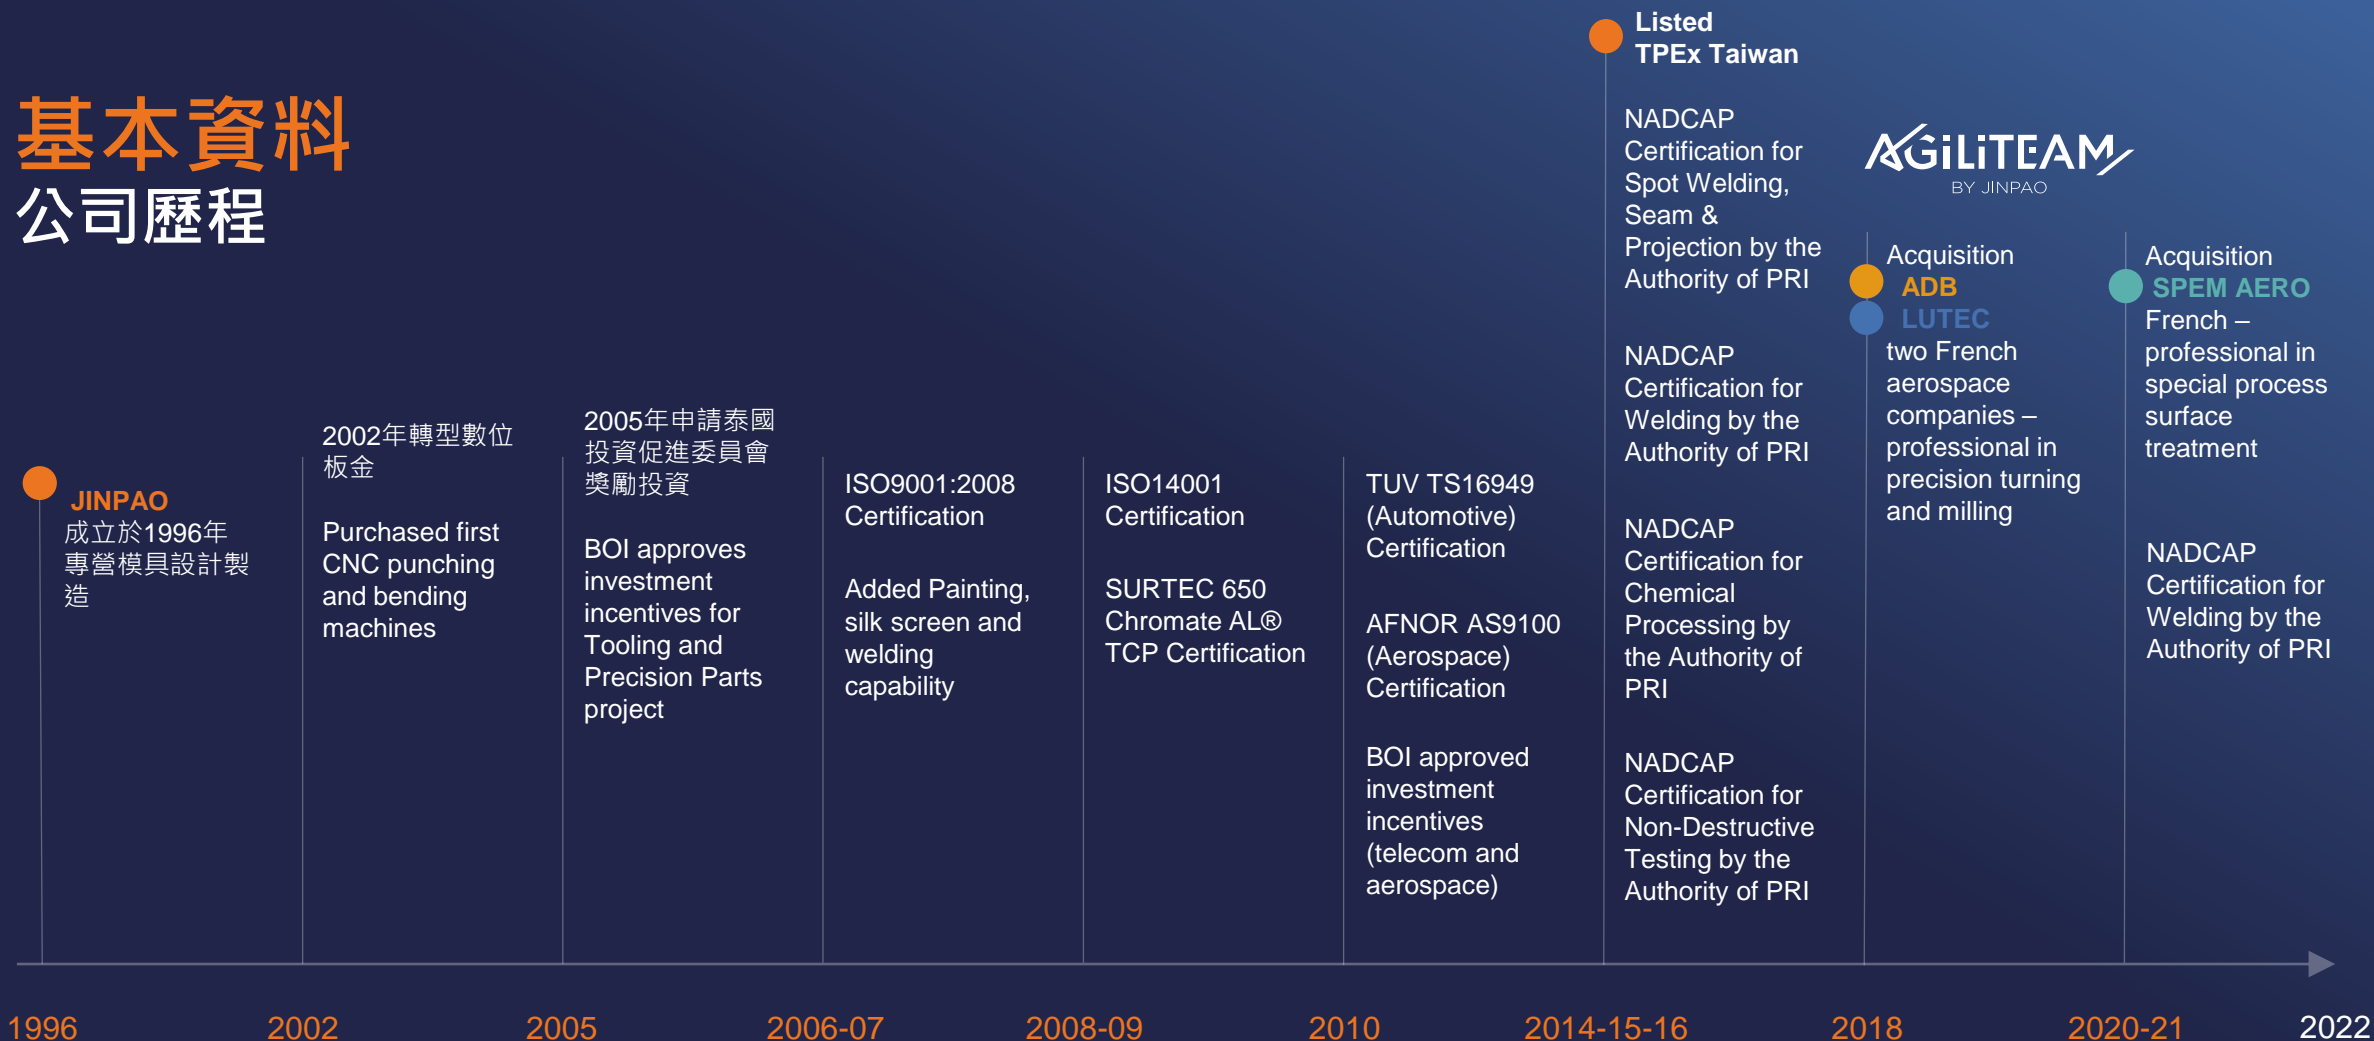 基本資料
公司歷程
JINPAO
成立於1996年
專營模具設計製
造
2002年轉型數位
板金
Purchased first
CNC punching
and bending
machines
2005年申請泰國
投資促進委員會
獎勵投資
BOI approves
investment
incentives for
Tooling and
Precision Parts
project
ISO9001:2008
Certification
Added Painting,
silk screen and
welding
capability
ISO14001
Certification
SURTEC 650
Chromate AL®
TCP Certification
TUV TS16949
(Automotive)
Certification
AFNOR AS9100
(Aerospace)
Certification
BOI approved
investment
incentives
(telecom and
aerospace)
Listed
TPEx Taiwan
NADCAP
Certification for
Spot Welding,
Seam &
Projection by the
Authority of PRI
NADCAP
Certification for
Welding by the
Authority of PRI
NADCAP
Certification for
Chemical
Processing by
the Authority of
PRI
NADCAP
Certification for
Non-Destructive
Testing by the
Authority of PRI
AGiLiTEAM
BY JINPAO
Acquisition
ADB
LUTEC
two French
aerospace
companies –
professional in
precision turning
and milling
Acquisition
SPEM AERO
French –
professional in
special process
surface
treatment
NADCAP
Certification for
Welding by the
Authority of PRI
1996
2002
2005
2006-07
2008-09
2010
2014-15-16
2018
2020-21
2022